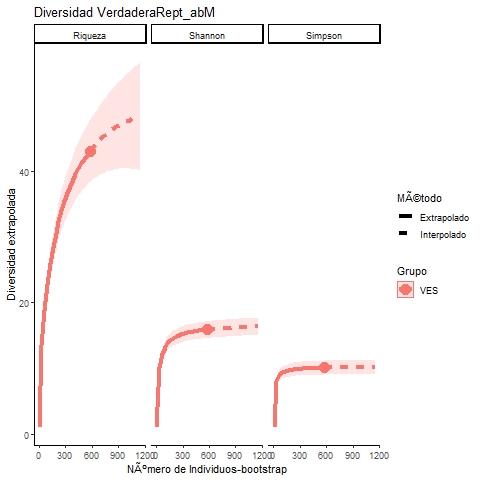 Diversidad VerdaderaRept_abM
Riqueza
Shannon
Simpson
Diversidad extrapolada
0
20
40
0 300 600 900 1200
0 300 600 900 1200
0 300 600 900 1200
NÃºmero de Individuos-bootstrap
MÃ©todo
Extrapolado
Interpolado
Grupo
VES